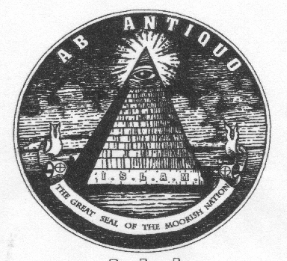 AB ANTIQUO
I.S.L.A.M.
THE GREAT SEAL OF THE MOORISH NATION